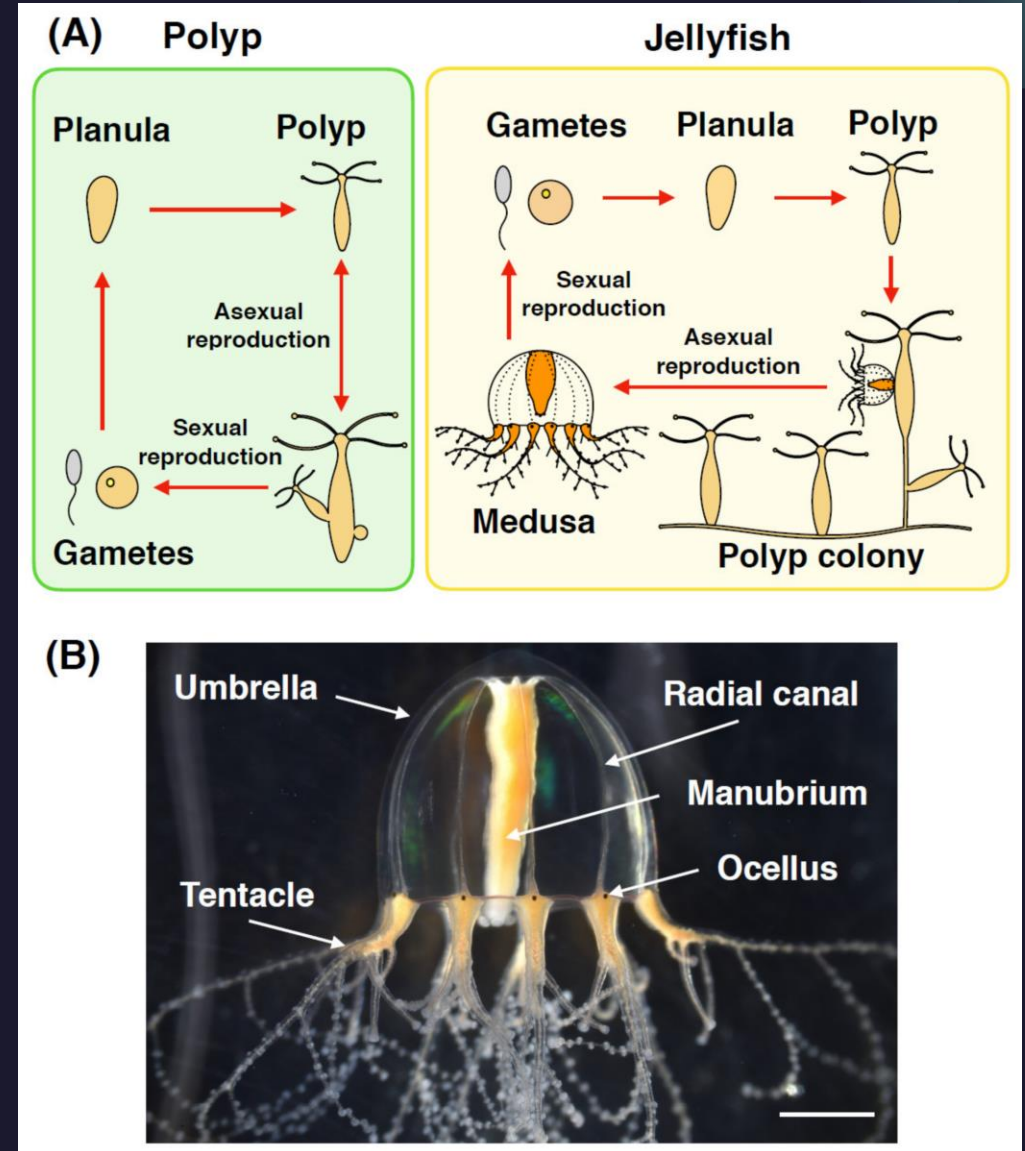 (A) Polyp
Planula
Polyp
Asexual
reproduction
Sexual
reproduction
Gametes
Jellyfish
Gametes
Planula
Polyp
Sexual
reproduction
Asexual
reproduction
Medusa
Polyp colony
(B)
Umbrella
Radial canal
Manubrium
Ocellus
Tentacle